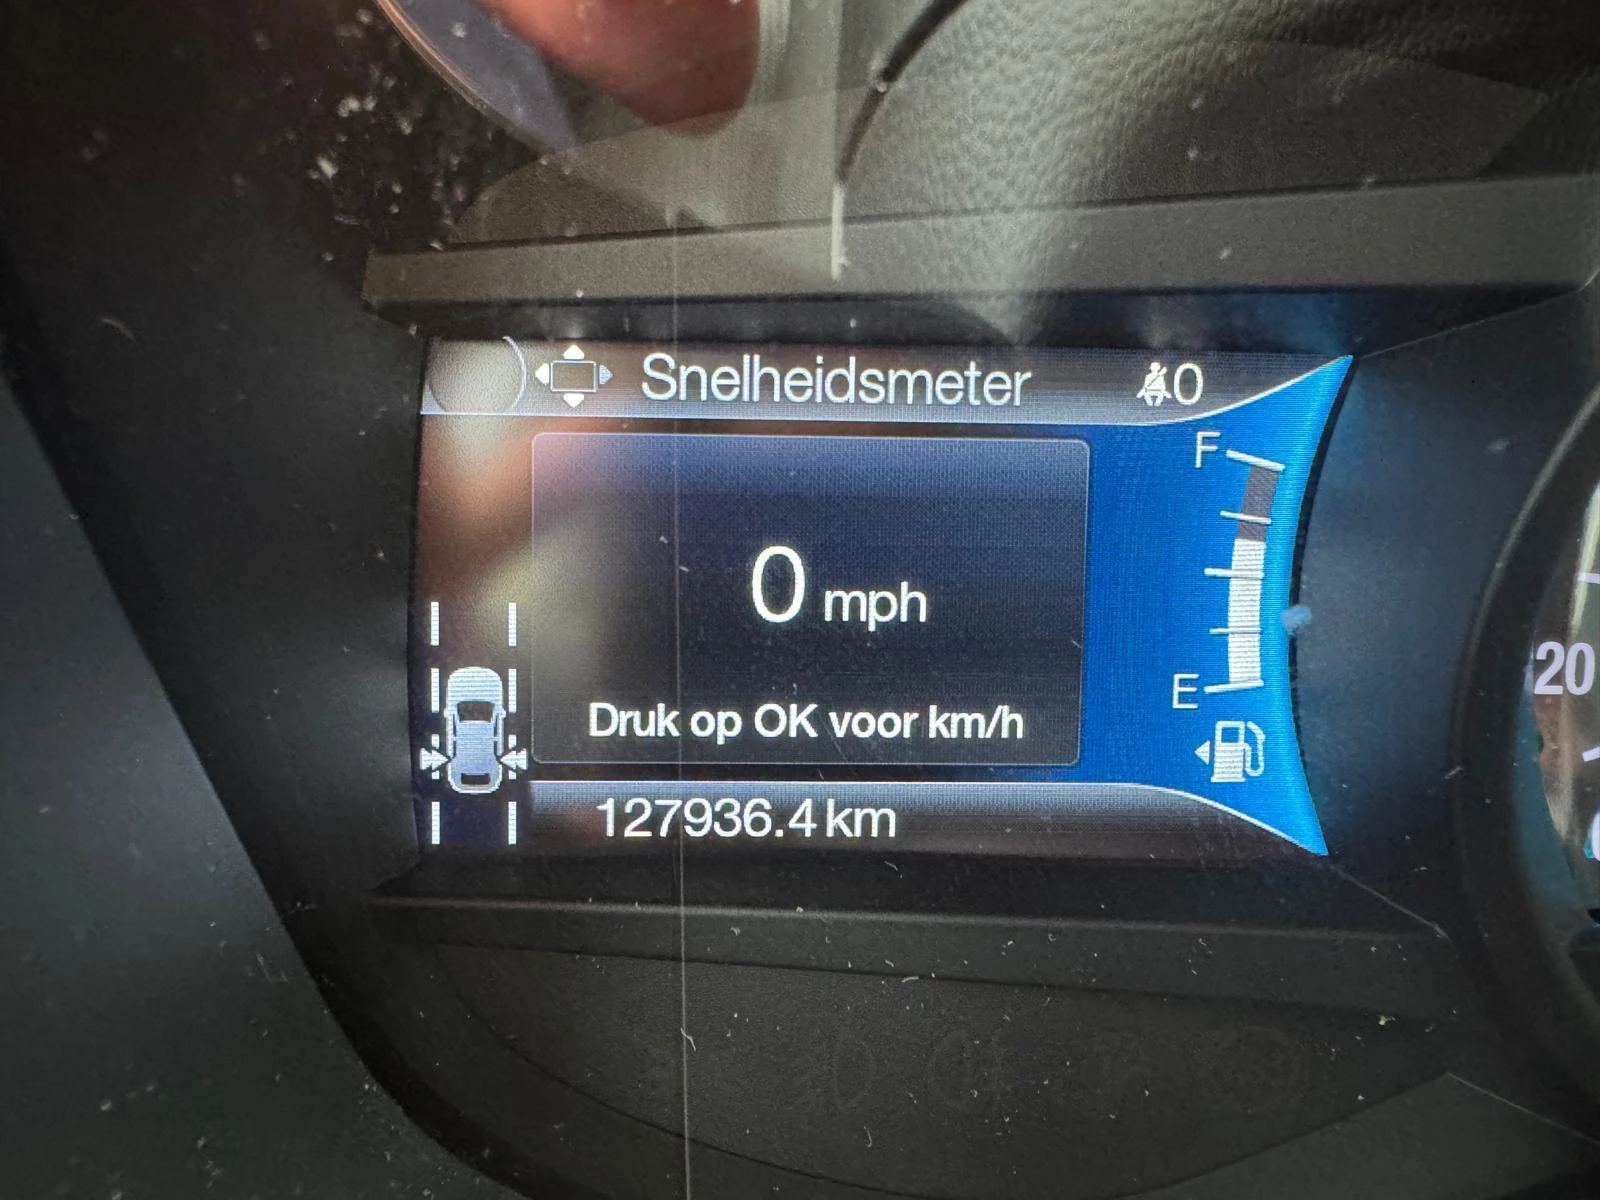 Snelheidsmeter 0
F
0 mph
E
Druk op OK voor km/h
127936.4 km
20